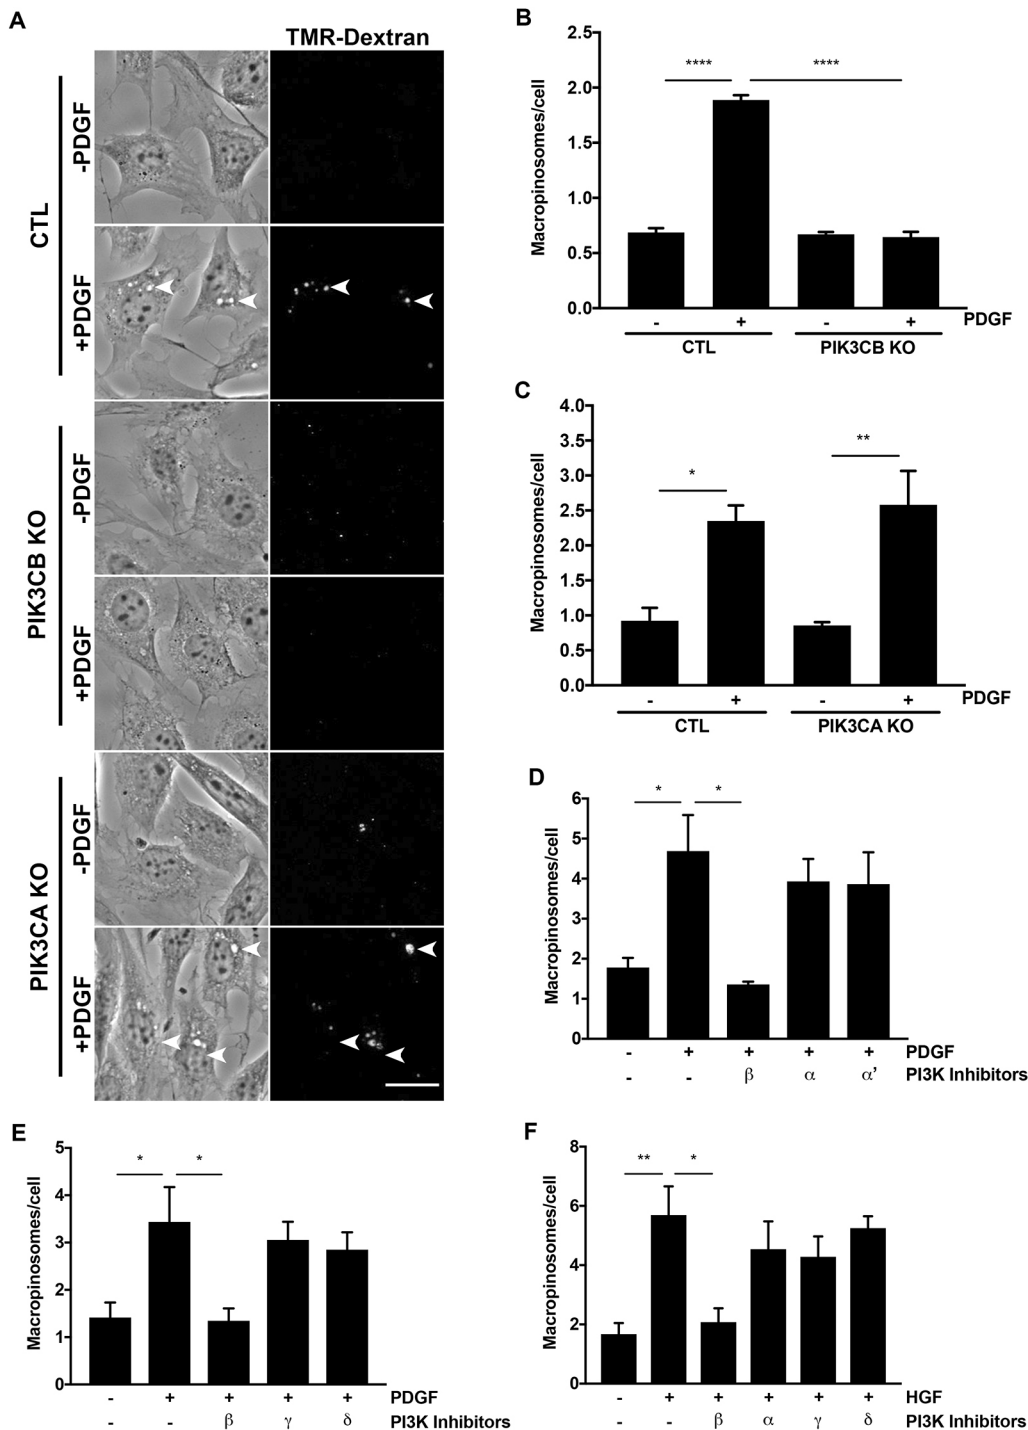 A
TMR-Dextran
CTL
-PDGF
+PDGF
PIK3CB KO
-PDGF
+PDGF
PIK3CA KO
-PDGF
+PDGF
B
Macropinosomes/cell
2.5
2.0
1.5
1.0
0.5
0.0
**** ****
- + - + PDGF
CTL PIK3CB KO
C
Macropinosomes/cell
4.0
3.5
3.0
2.5
2.0
1.5
1.0
0.5
0.0
* **
- + - + PDGF
CTL PIK3CA KO
D
Macropinosomes/cell
6
5
4
3
2
1
0
* *
- + + + + PDGF
- - β α α’ PI3K Inhibitors
E
Macropinosomes/cell
5
4
3
2
1
0
* *
- + + + + PDGF
- - β γ δ PI3K Inhibitors
F
Macropinosomes/cell
8
6
4
2
0
** *
- + + + + + HGF
- - β α γ δ PI3K Inhibitors